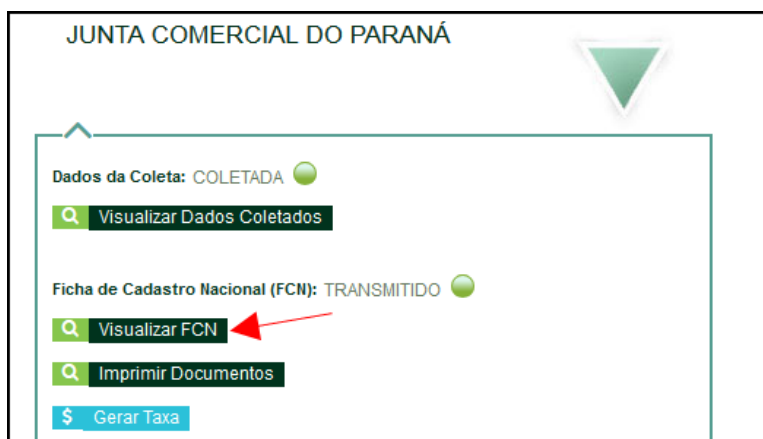 JUNTA COMERCIAL DO PARANÁ
Dados da Coleta: COLETADA
Visualizar Dados Coletados
Ficha de Cadastro Nacional (FCN): TRANSMITIDO
Visualizar FCN
Imprimir Documentos
$ Gerar Taxa